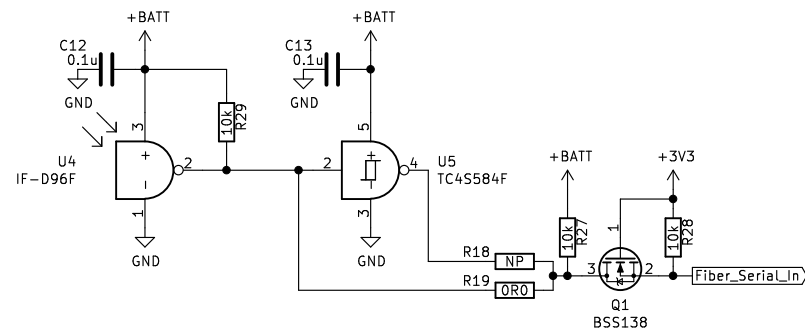 +BATT
+BATT
C12
0.1u
C13
0.1u
GND
GND
10k
R29
3
5
U4
IF-D96F
+
-
2
2
+
-
4
U5
TC4S584F
1
3
GND
GND
+BATT
+3V3
10k
R27
1
10k
R28
R18
NP
R19
0R0
3
2
Fiber_Serial_In
Q1
BSS138